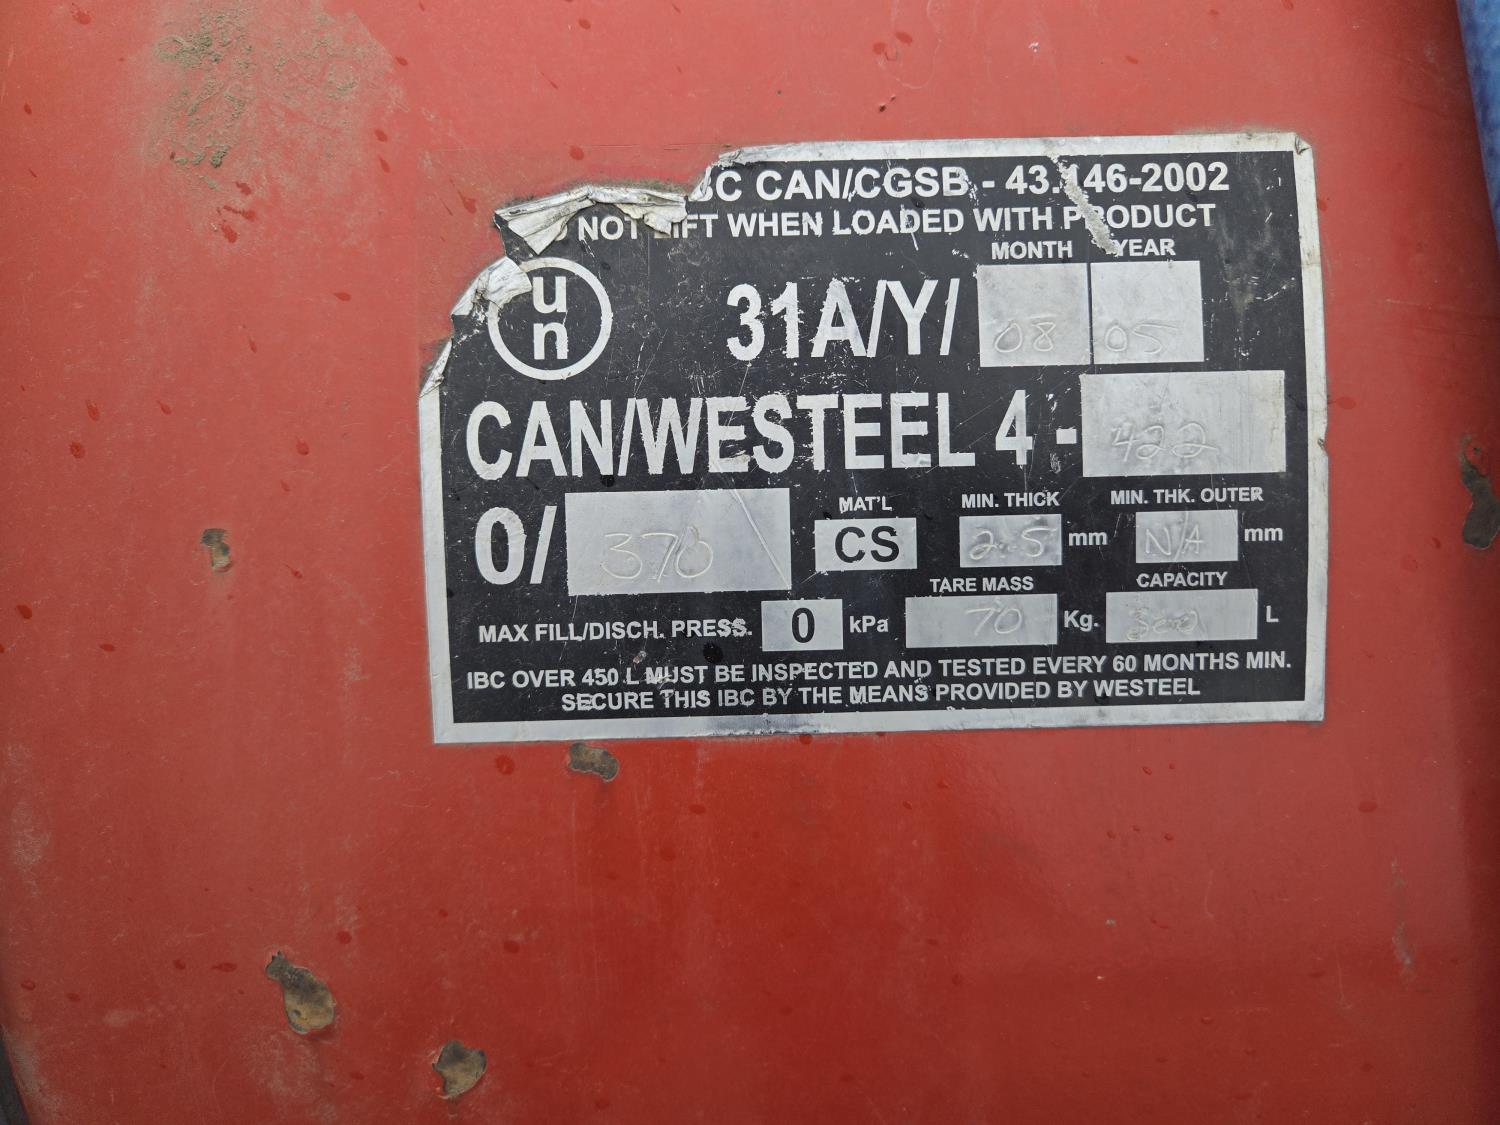 BC CAN/CGSB - 43.146-2002
NOT LIFT WHEN LOADED WITH PRODUCT
MONTH YEAR
un 31A/Y/ 08 05
CAN/WESTEEL 4 - 422
0/ 370
MAT'L MIN. THICK MIN. THK. OUTER
CS 2.5 mm N/A mm
TARE MASS CAPACITY
MAX FILL/DISCH. PRESS. 0 kPa 70 Kg. 300 L
IBC OVER 450 L MUST BE INSPECTED AND TESTED EVERY 60 MONTHS MIN.
SECURE THIS IBC BY THE MEANS PROVIDED BY WESTEEL